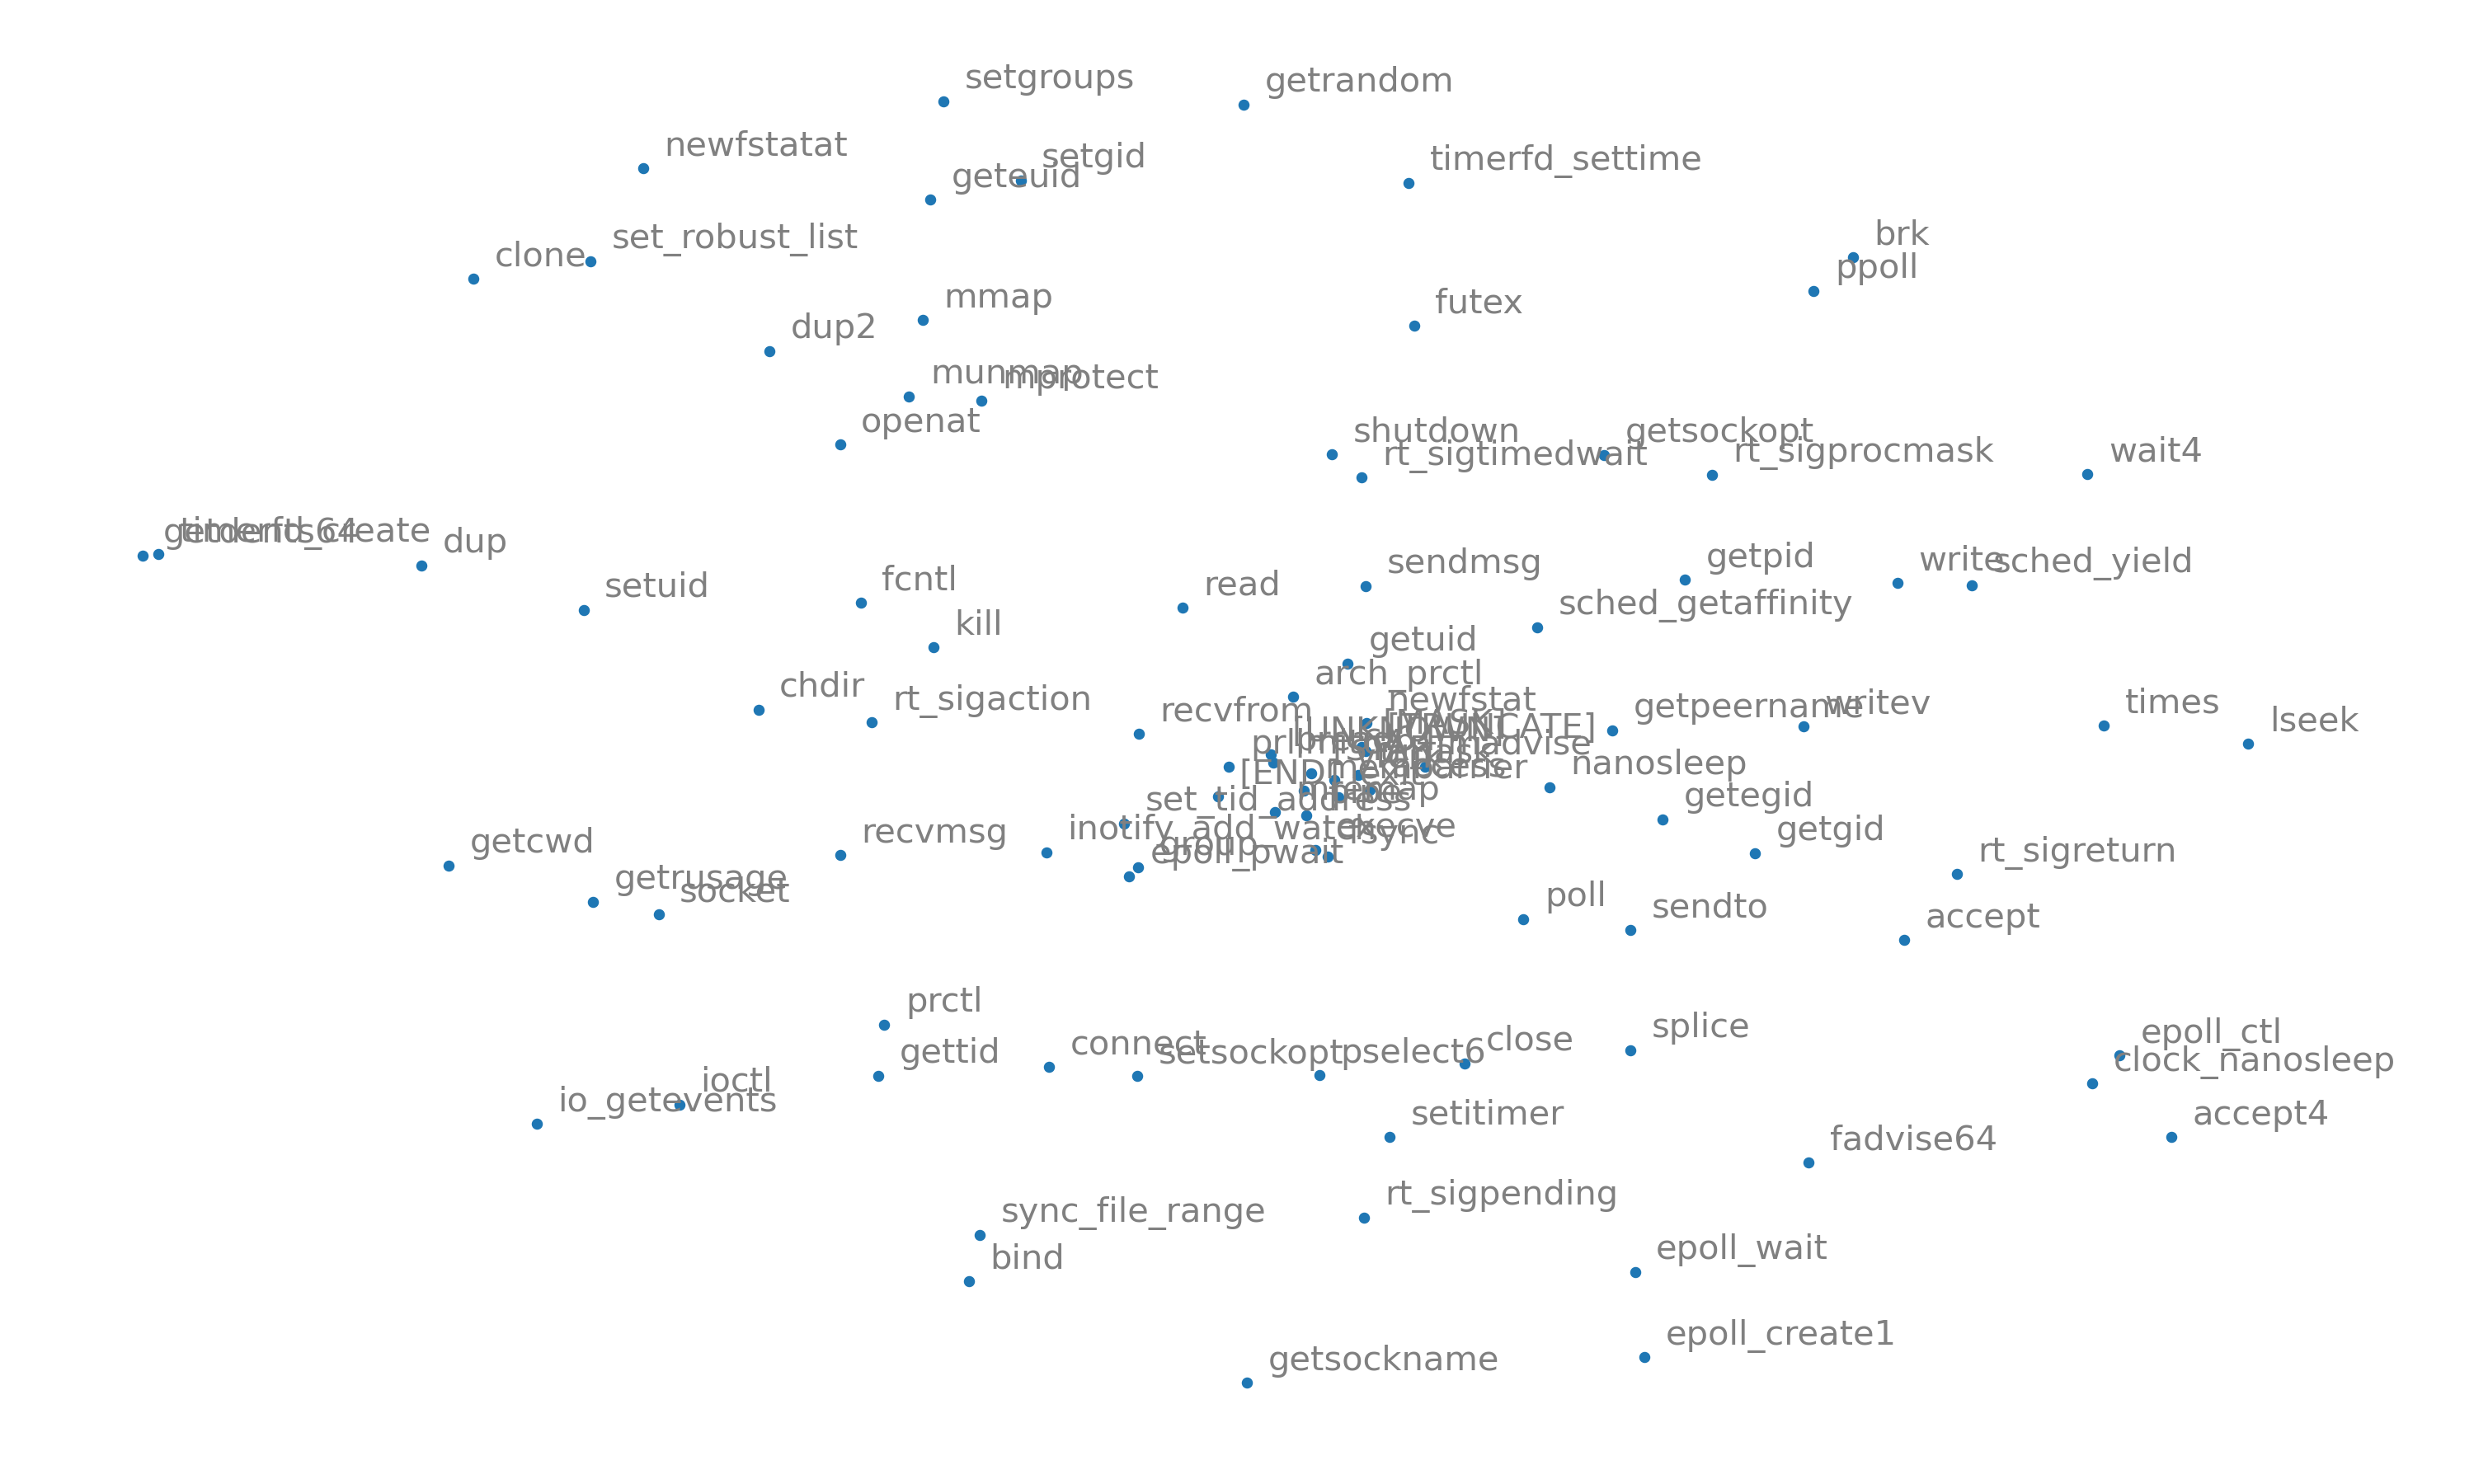 setgroups
getrandom
newfstatat
setgid
timerfd_settime
geteuid
set_robust_list
brk
clone
ppoll
mmap
futex
dup2
munmap
mprotect
openat
shutdown
getsockopt
rt_sigprocmask
wait4
rt_sigtimedwait
getdents64
timerfd_create
dup
getpid
write
sched_yield
sendmsg
setuid
fcntl
read
sched_getaffinity
kill
getuid
arch_prctl
chdir
newfstat
rt_sigaction
recvfrom
getpeername
writev
times
lseek
[MASK]
nanosleep
[END]
getegid
set_tid_address
inotify_add_watch
execve
fsync
getcwd
recvmsg
epoll_pwait
getgid
rt_sigreturn
getrusage
socket
poll
sendto
accept
prctl
splice
epoll_ctl
gettid
connect
setsockopt
pselect6
close
clock_nanosleep
ioctl
io_getevents
setitimer
accept4
fadvise64
rt_sigpending
sync_file_range
bind
epoll_wait
epoll_create1
getsockname